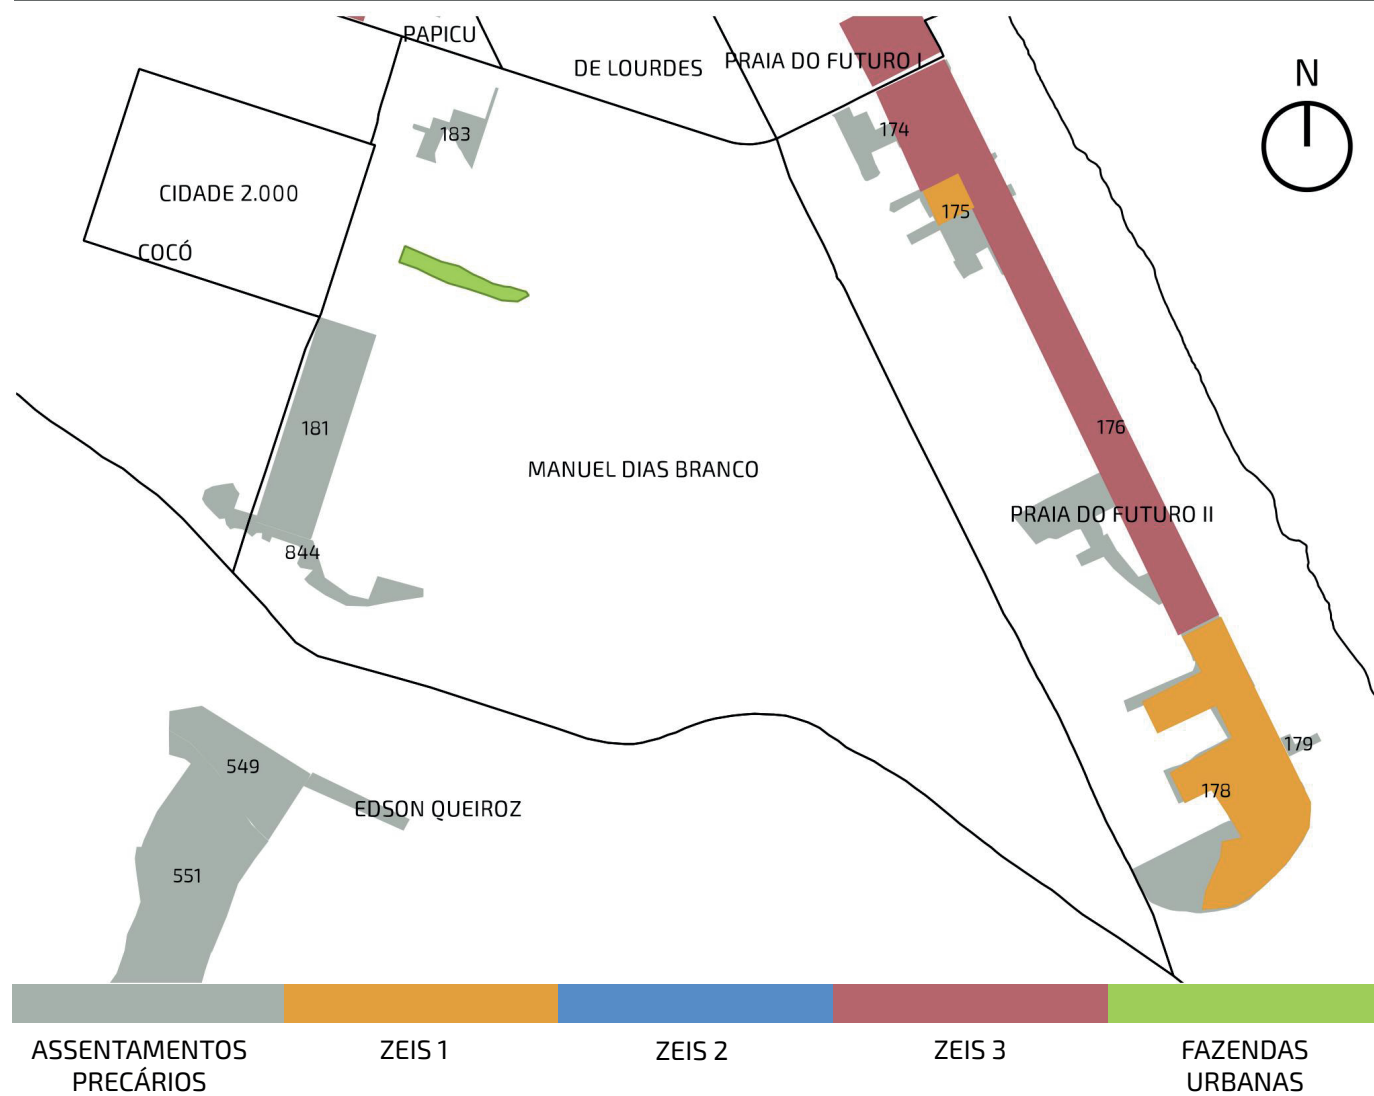 PAPICU
DE LOURDES
PRAIA DO FUTURO I
N
183
174
CIDADE 2.000
175
COCÓ
181
176
MANUEL DIAS BRANCO
PRAIA DO FUTURO II
844
179
549
178
EDSON QUEIROZ
551
ASSENTAMENTOS
PRECÁRIOS
ZEIS 1
ZEIS 2
ZEIS 3
FAZENDAS
URBANAS